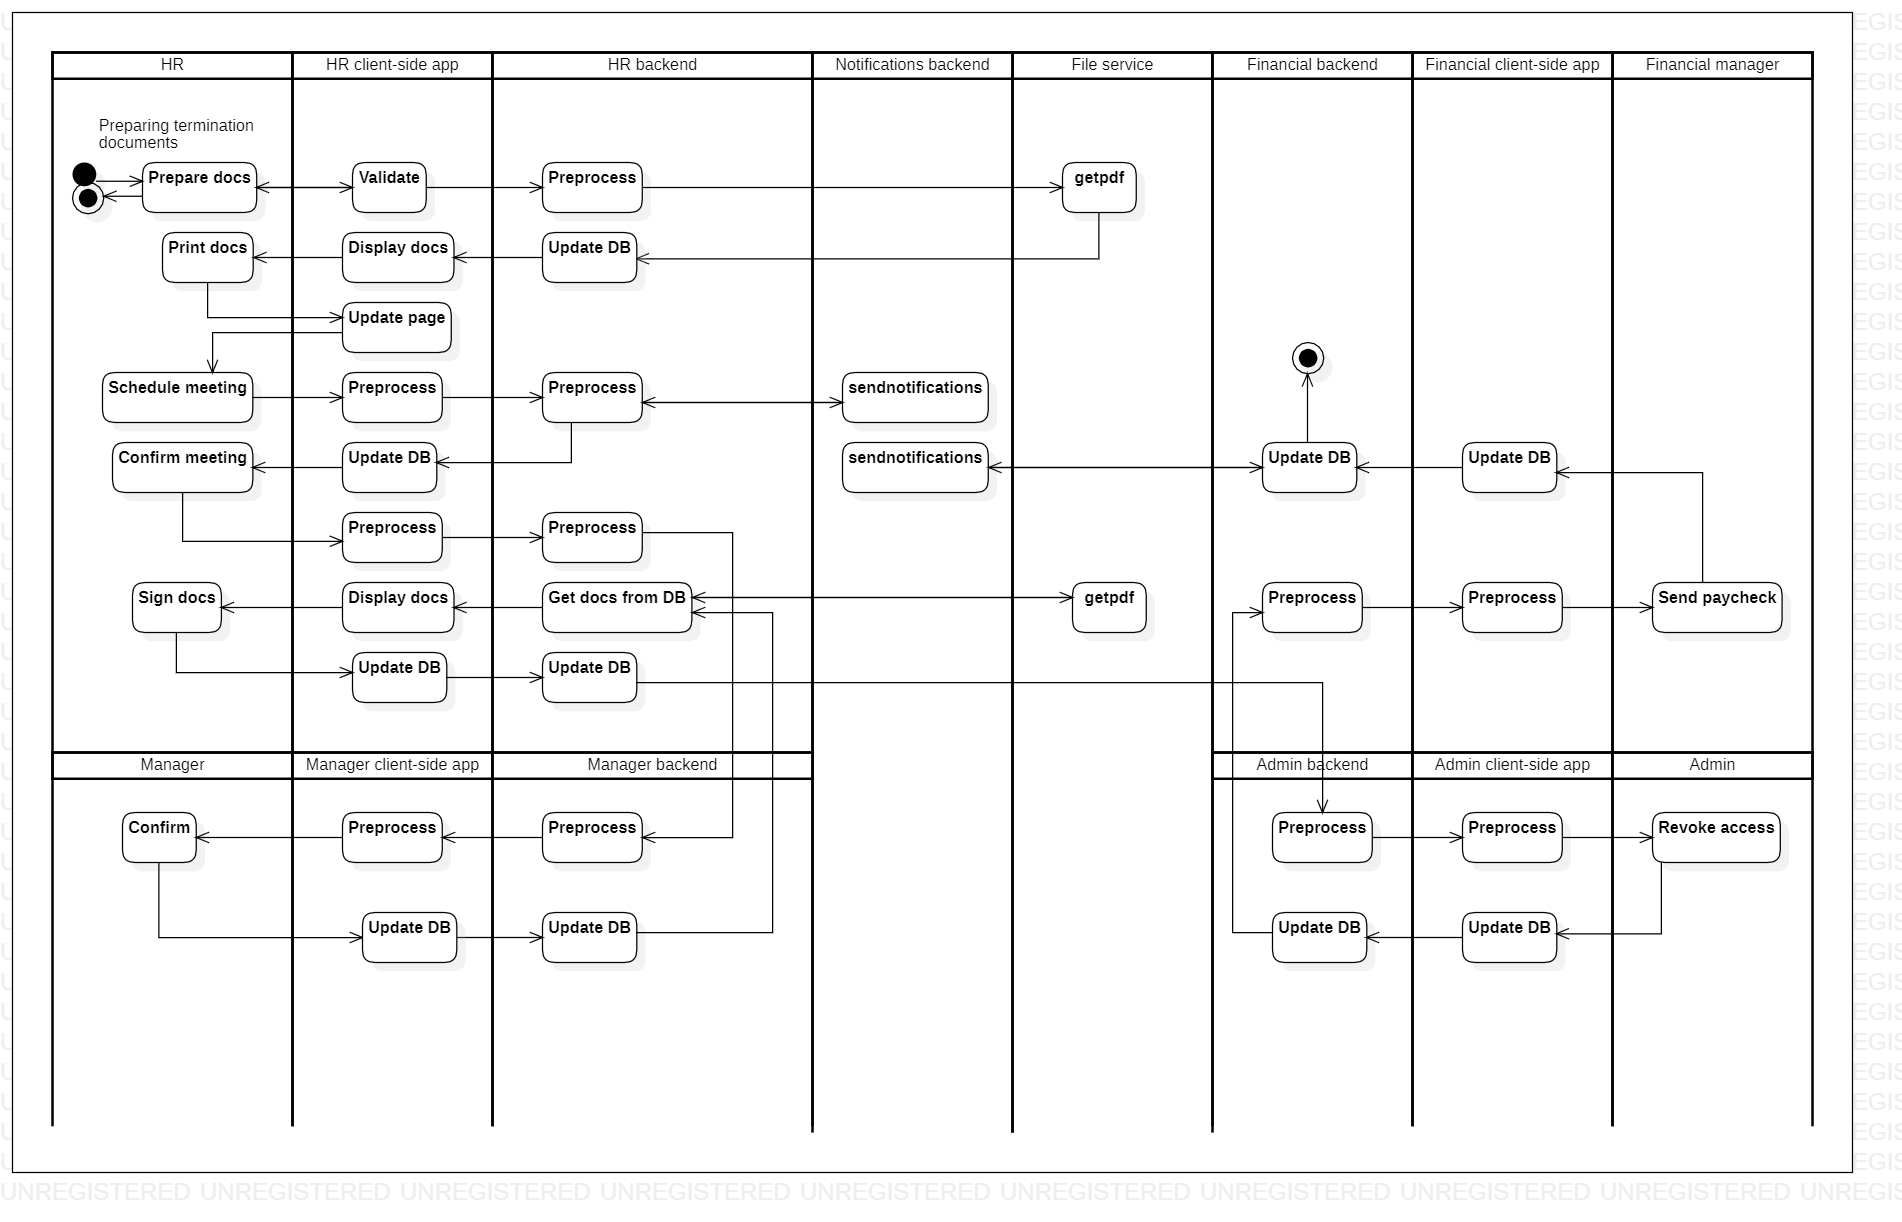 HR
HR client-side app
HR backend
Notifications backend
File service
Financial backend
Financial client-side app
Financial manager
Preparing termination
documents
Prepare docs
Validate
Preprocess
getpdf
Print docs
Display docs
Update DB
Update page
Schedule meeting
Preprocess
Preprocess
sendnotifications
Confirm meeting
Update DB
sendnotifications
Update DB
Update DB
Preprocess
Preprocess
Sign docs
Display docs
Get docs from DB
getpdf
Preprocess
Preprocess
Send paycheck
Update DB
Update DB
Manager
Manager client-side app
Manager backend
Admin backend
Admin client-side app
Admin
Confirm
Preprocess
Preprocess
Preprocess
Preprocess
Revoke access
Update DB
Update DB
Update DB
Update DB
UNREGISTERED UNREGISTERED UNREGISTERED UNREGISTERED UNREGISTERED UNREGISTERED UNREGISTERED UNREGISTERED UNREGISTERED UNREGIS